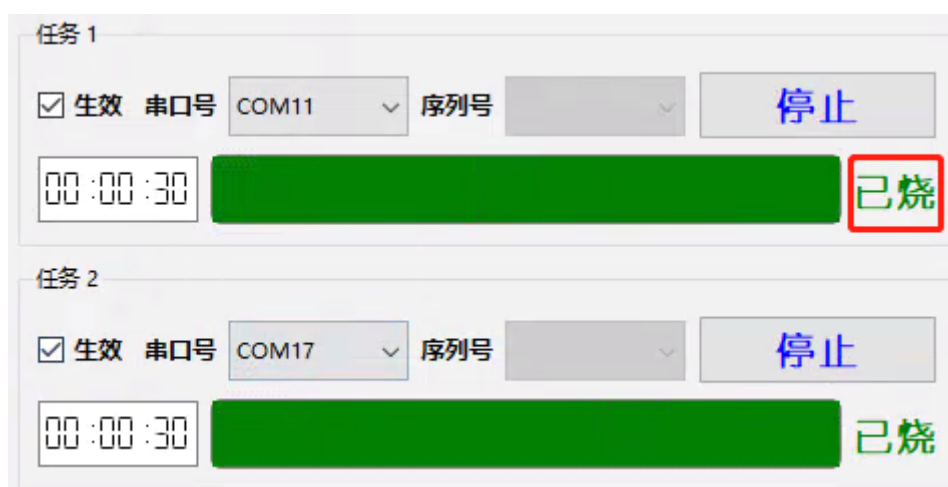 任务 1
生效 串口号 COM11 序列号 停止
00:00:30 已烧
任务 2
生效 串口号 COM17 序列号 停止
00:00:30 已烧